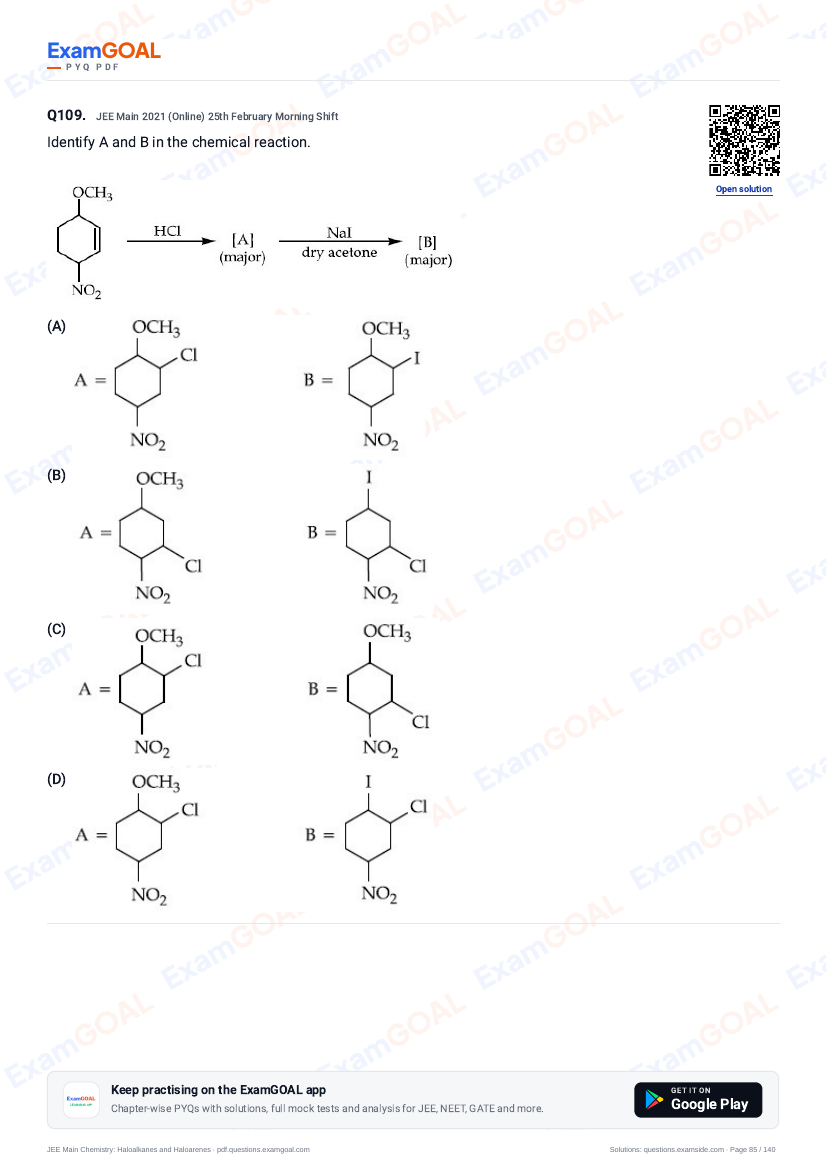 ExamGOAL
PYQ PDF
Q109. JEE Main 2021 (Online) 25th February Morning Shift
Identify A and B in the chemical reaction.
Open solution
OCH3
NO2
HCl
[A]
(major)
NaI
dry acetone
[B]
(major)
(A)
A =
OCH3
Cl
NO2
B =
OCH3
I
NO2
(B)
A =
OCH3
Cl
NO2
B =
I
Cl
NO2
(C)
A =
OCH3
Cl
NO2
B =
OCH3
Cl
NO2
(D)
A =
OCH3
Cl
NO2
B =
I
Cl
NO2
ExamGOAL
Keep practising on the ExamGOAL app
Chapter-wise PYQs with solutions, full mock tests and analysis for JEE, NEET, GATE and more.
GET IT ON
Google Play
JEE Main Chemistry: Haloalkanes and Haloarenes · pdf.questions.examgoal.com
Solutions: questions.examside.com · Page 85 / 140